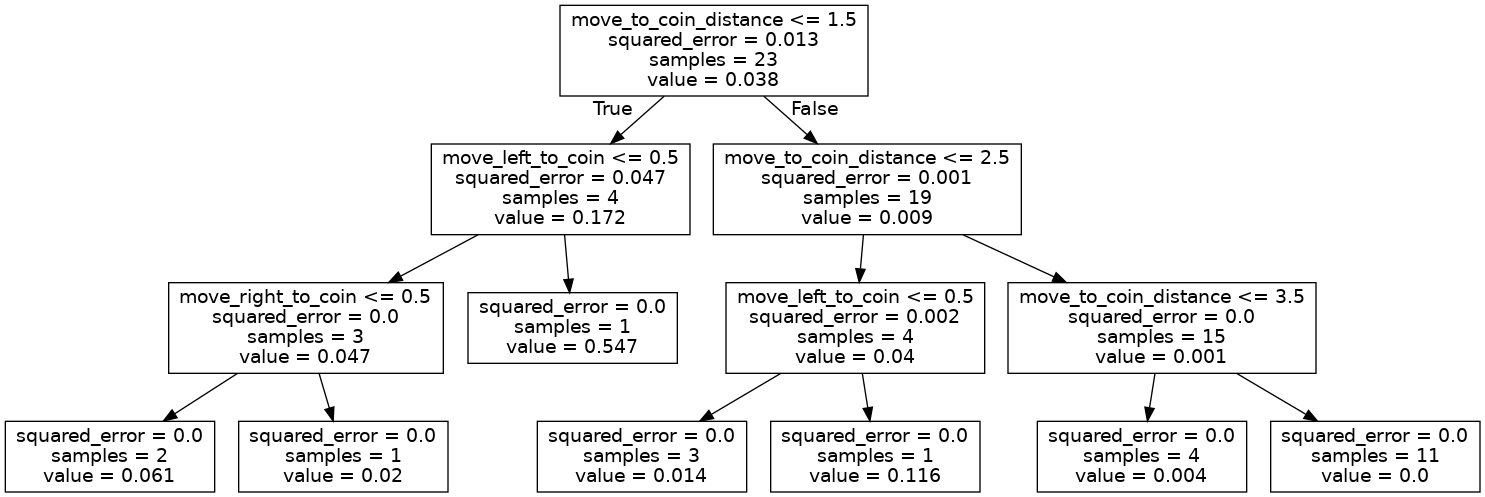 move_to_coin_distance <= 1.5
squared_error = 0.013
samples = 23
value = 0.038
True
False
move_left_to_coin <= 0.5
squared_error = 0.047
samples = 4
value = 0.172
move_to_coin_distance <= 2.5
squared_error = 0.001
samples = 19
value = 0.009
move_right_to_coin <= 0.5
squared_error = 0.0
samples = 3
value = 0.047
squared_error = 0.0
samples = 1
value = 0.547
move_left_to_coin <= 0.5
squared_error = 0.002
samples = 4
value = 0.04
move_to_coin_distance <= 3.5
squared_error = 0.0
samples = 15
value = 0.001
squared_error = 0.0
samples = 2
value = 0.061
squared_error = 0.0
samples = 1
value = 0.02
squared_error = 0.0
samples = 3
value = 0.014
squared_error = 0.0
samples = 1
value = 0.116
squared_error = 0.0
samples = 4
value = 0.004
squared_error = 0.0
samples = 11
value = 0.0